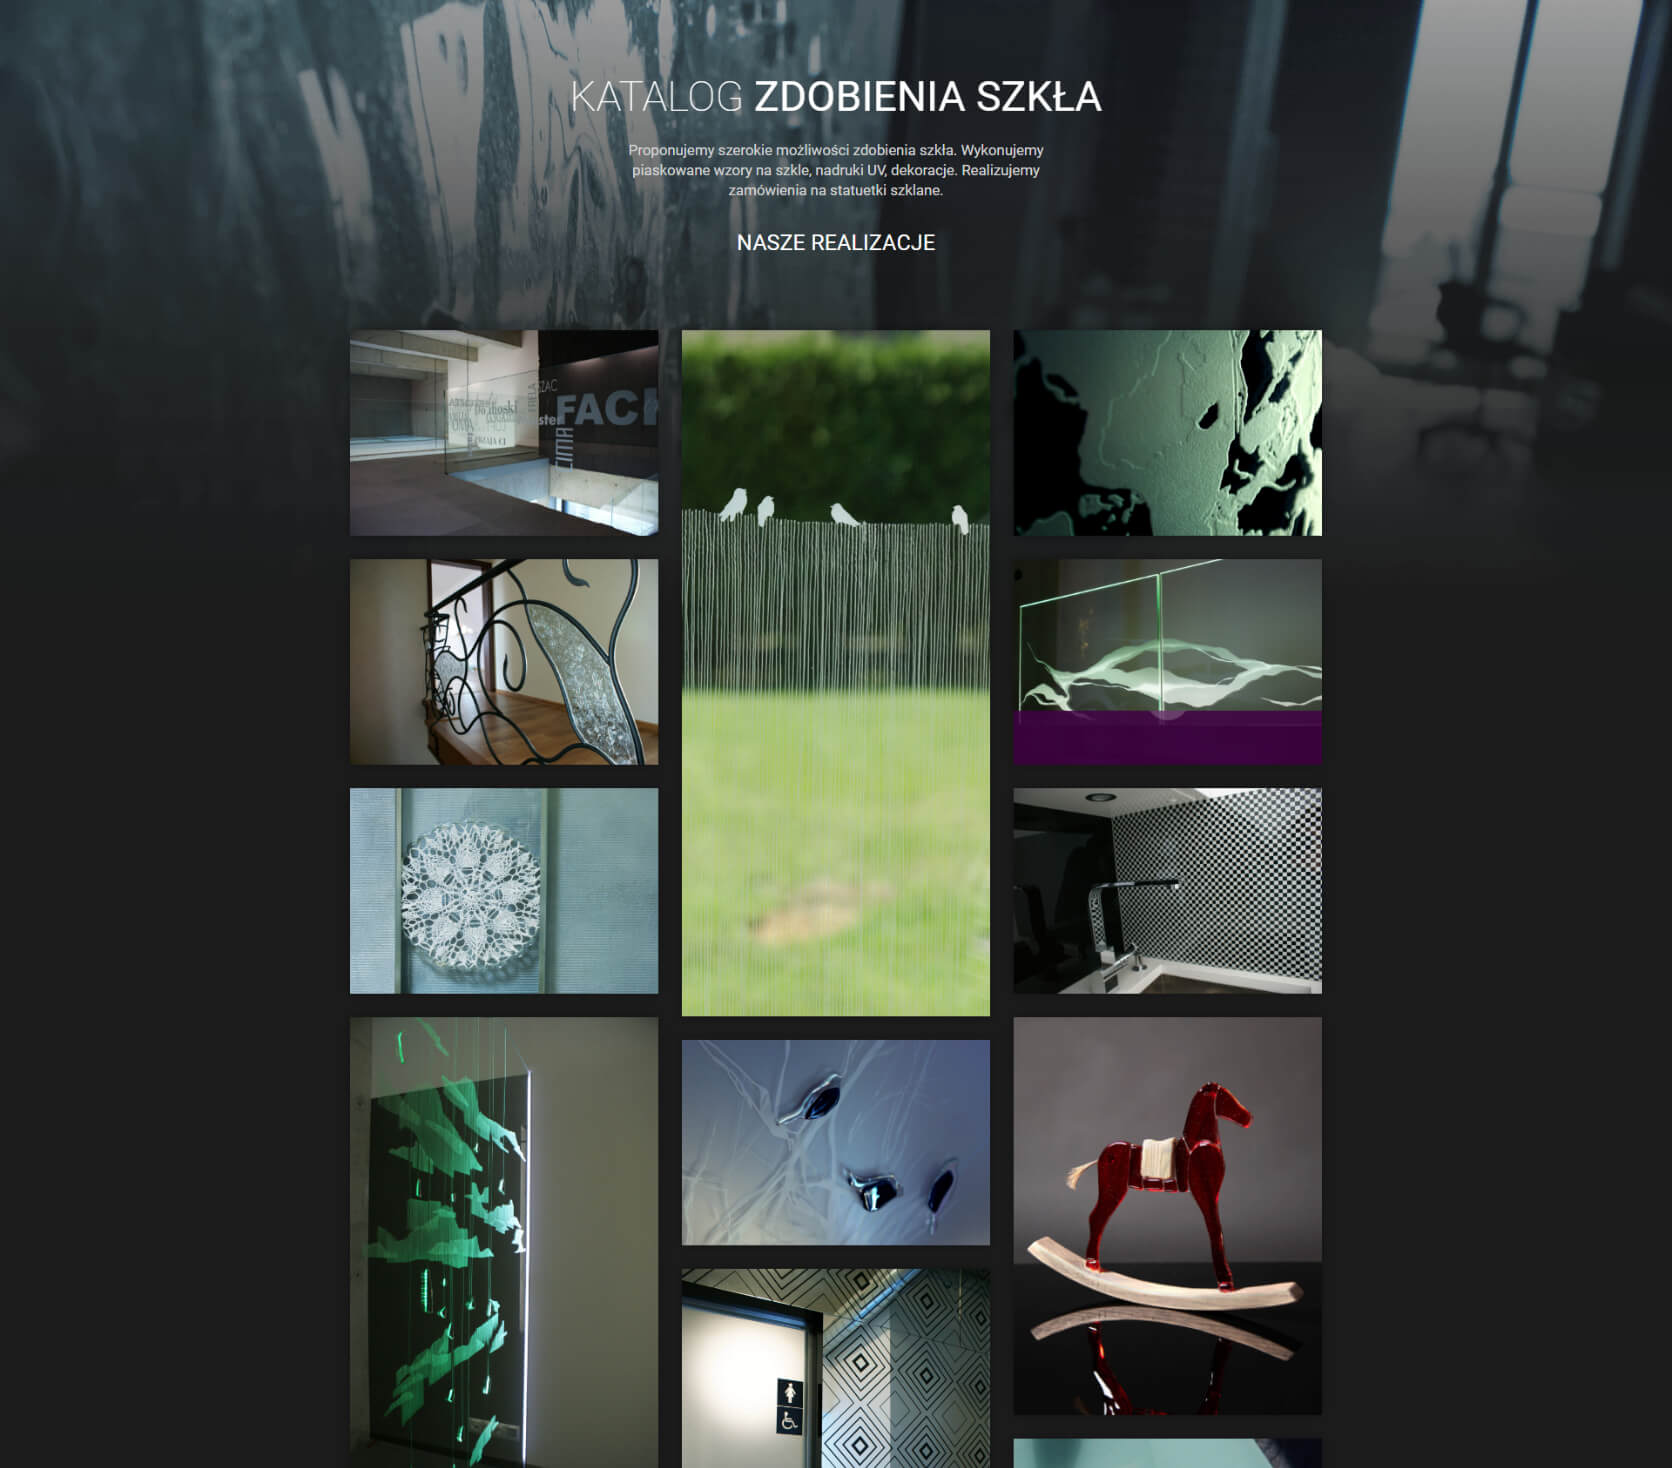 KATALOG ZDOBIENIA SZKŁA
Proponujemy szerokie możliwości zdobienia szkła. Wykonujemy
piaskowane wzory na szkle, nadruki UV, dekoracje. Realizujemy
zamówienia na statuetki szklane.
NASZE REALIZACJE
FACH